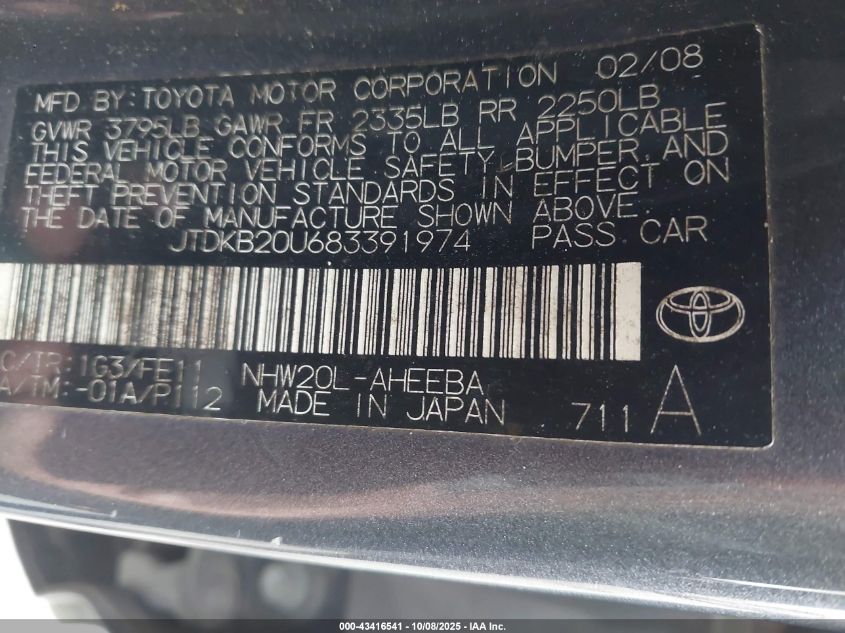 MFD BY: TOYOTA MOTOR CORPORATION 02/08
GVWR 3795LB GAWR FR 2335LB RR 2250LB
THIS VEHICLE CONFORMS TO ALL APPLICABLE
FEDERAL MOTOR VEHICLE SAFETY, BUMPER, AND
THEFT PREVENTION STANDARDS IN EFFECT ON
THE DATE OF MANUFACTURE SHOWN ABOVE.
JTDKB20U683391974 PASS CAR
C/TR: 1G3/FE11 NHW20L-AHEEBA
A/TM: -01A/P112 MADE IN JAPAN 711 A
000-43416541 - 10/08/2025 - IAA Inc.